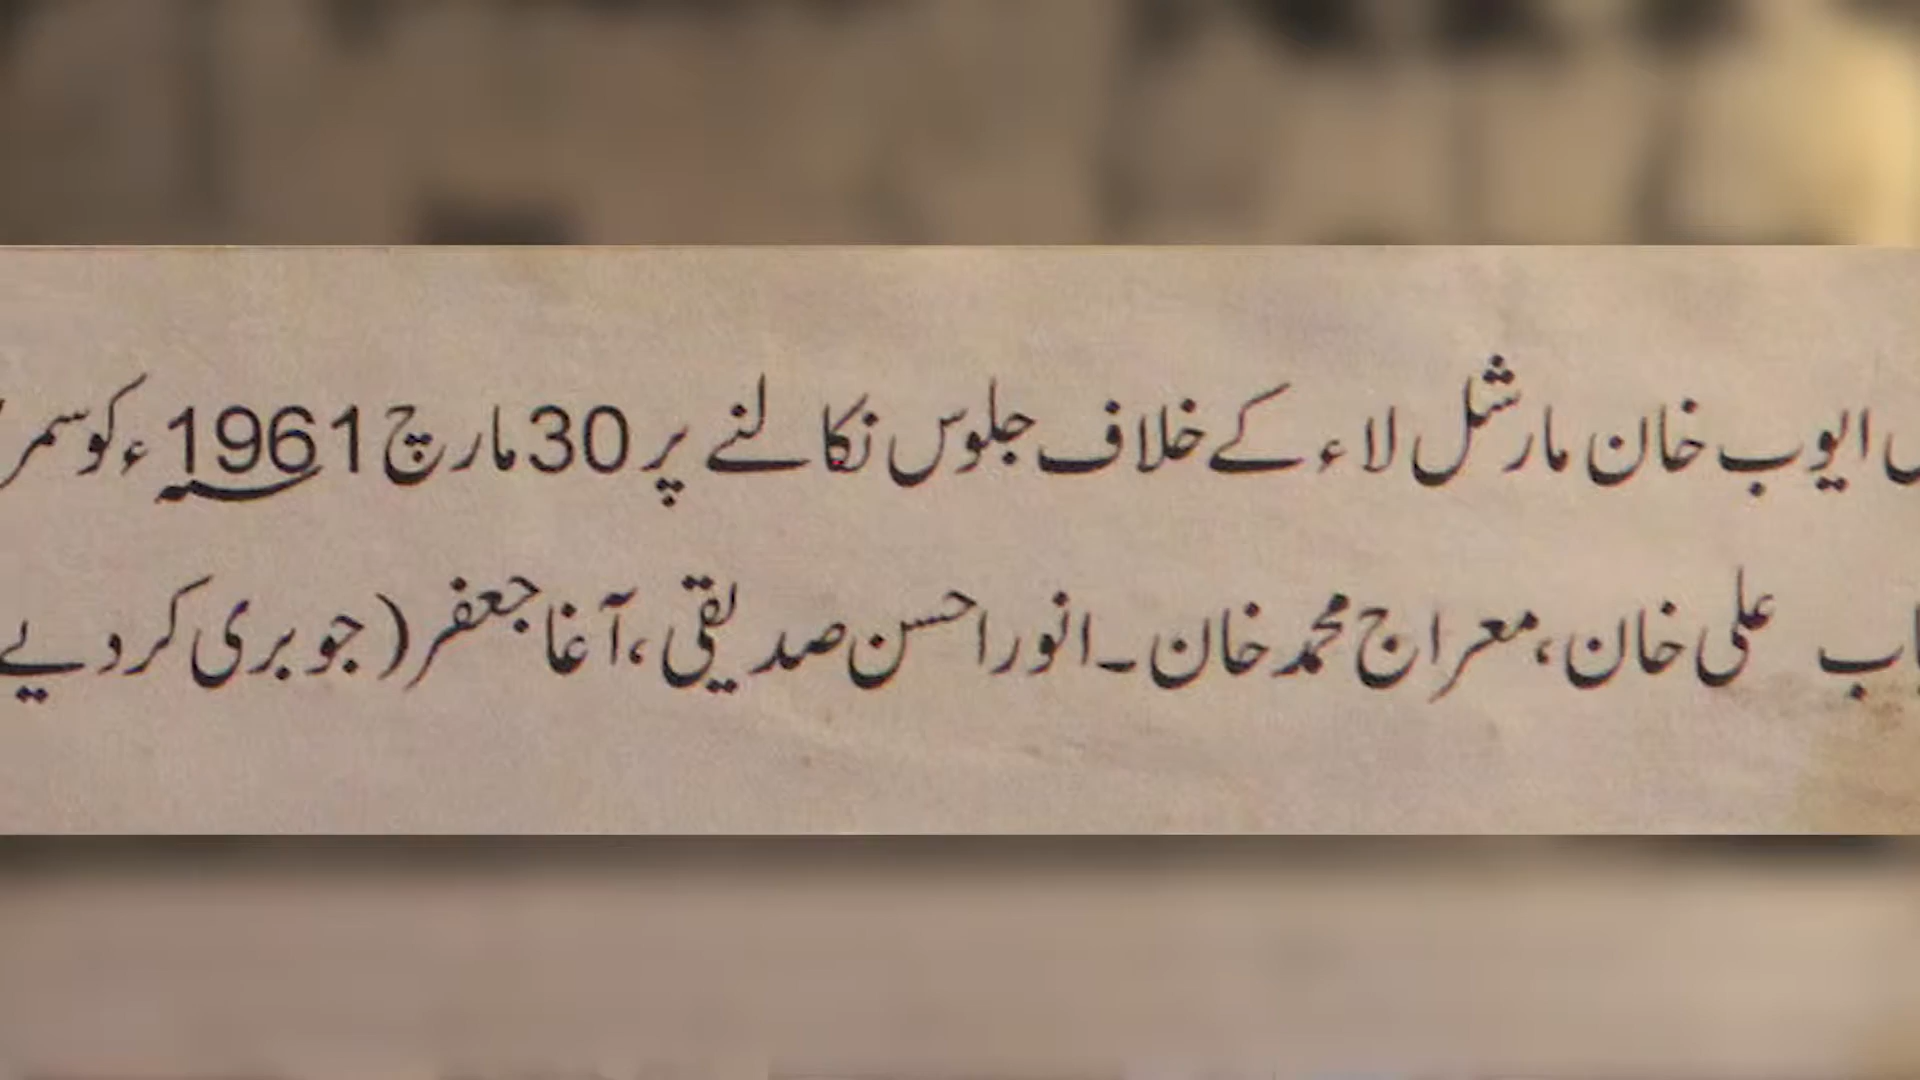 ایوب خان مارشل لاء کے خلاف جلوس نکالنے پر 30 مارچ 1961ء کو سمر
علی خان، معراج محمد خان۔ انور احسن صدیقی، آغا جعفر (جو بری کر دیے